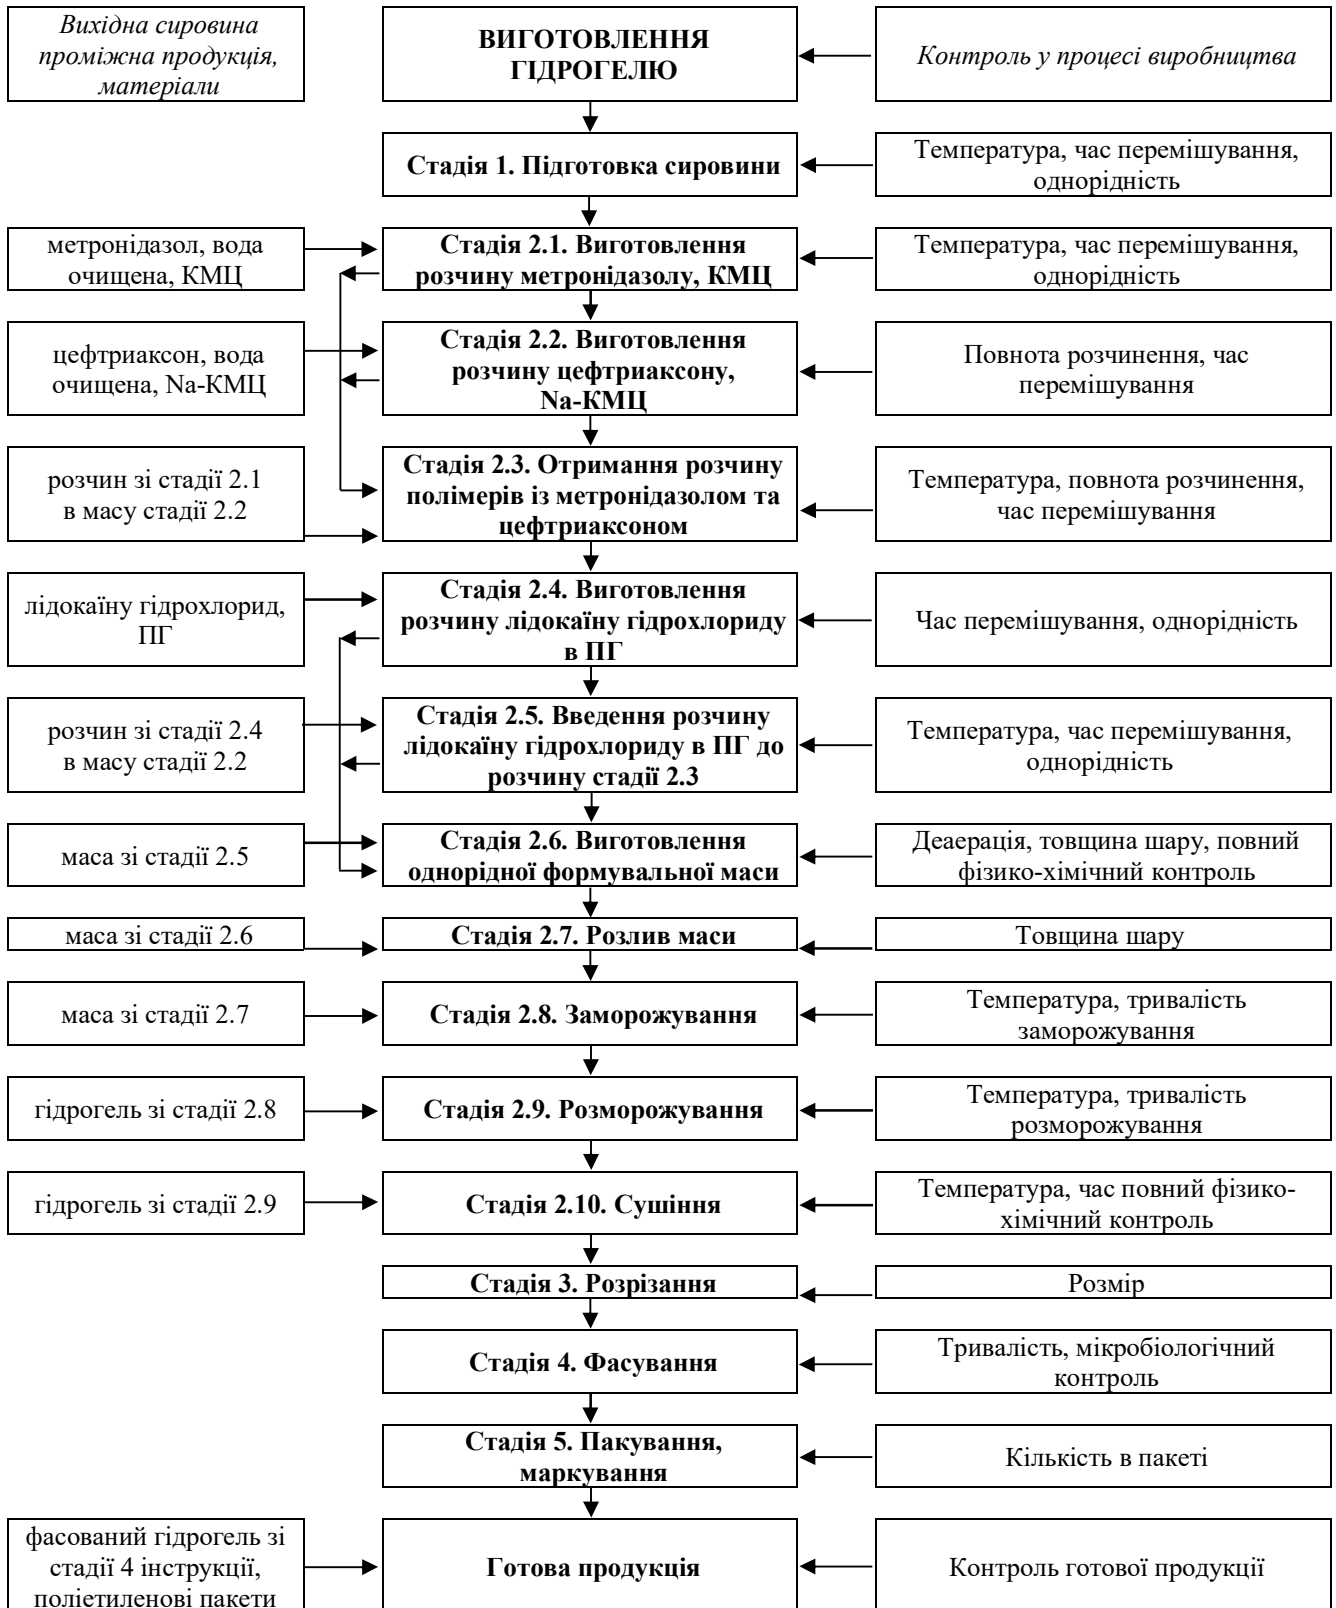 Вихідна сировина
проміжна продукція,
матеріали
ВИГОТОВЛЕННЯ
ГІДРОГЕЛЮ
Контроль у процесі виробництва
Стадія 1. Підготовка сировини
Температура, час перемішування,
однорідність
метронідазол, вода
очищена, КМЦ
Стадія 2.1. Виготовлення
розчину метронідазолу, КМЦ
Температура, час перемішування,
однорідність
цефтриаксон, вода
очищена, Na-КМЦ
Стадія 2.2. Виготовлення
розчину цефтриаксону,
Na-КМЦ
Повнота розчинення, час
перемішування
розчин зі стадії 2.1
в масу стадії 2.2
Стадія 2.3. Отримання розчину
полімерів із метронідазолом та
цефтриаксоном
Температура, повнота розчинення,
час перемішування
лідокаїну гідрохлорид,
ПГ
Стадія 2.4. Виготовлення
розчину лідокаїну гідрохлориду
в ПГ
Час перемішування, однорідність
розчин зі стадії 2.4
в масу стадії 2.2
Стадія 2.5. Введення розчину
лідокаїну гідрохлориду в ПГ до
розчину стадії 2.3
Температура, час перемішування,
однорідність
маса зі стадії 2.5
Стадія 2.6. Виготовлення
однорідної формувальної маси
Деаерація, товщина шару, повний
фізико-хімічний контроль
маса зі стадії 2.6
Стадія 2.7. Розлив маси
Товщина шару
маса зі стадії 2.7
Стадія 2.8. Заморожування
Температура, тривалість
заморожування
гідрогель зі стадії 2.8
Стадія 2.9. Розморожування
Температура, тривалість
розморожування
гідрогель зі стадії 2.9
Стадія 2.10. Сушіння
Температура, час повний фізико-
хімічний контроль
Стадія 3. Розрізання
Розмір
Стадія 4. Фасування
Тривалість, мікробіологічний
контроль
Стадія 5. Пакування,
маркування
Кількість в пакеті
фасований гідрогель зі
стадії 4 інструкції,
поліетиленові пакети
Готова продукція
Контроль готової продукції